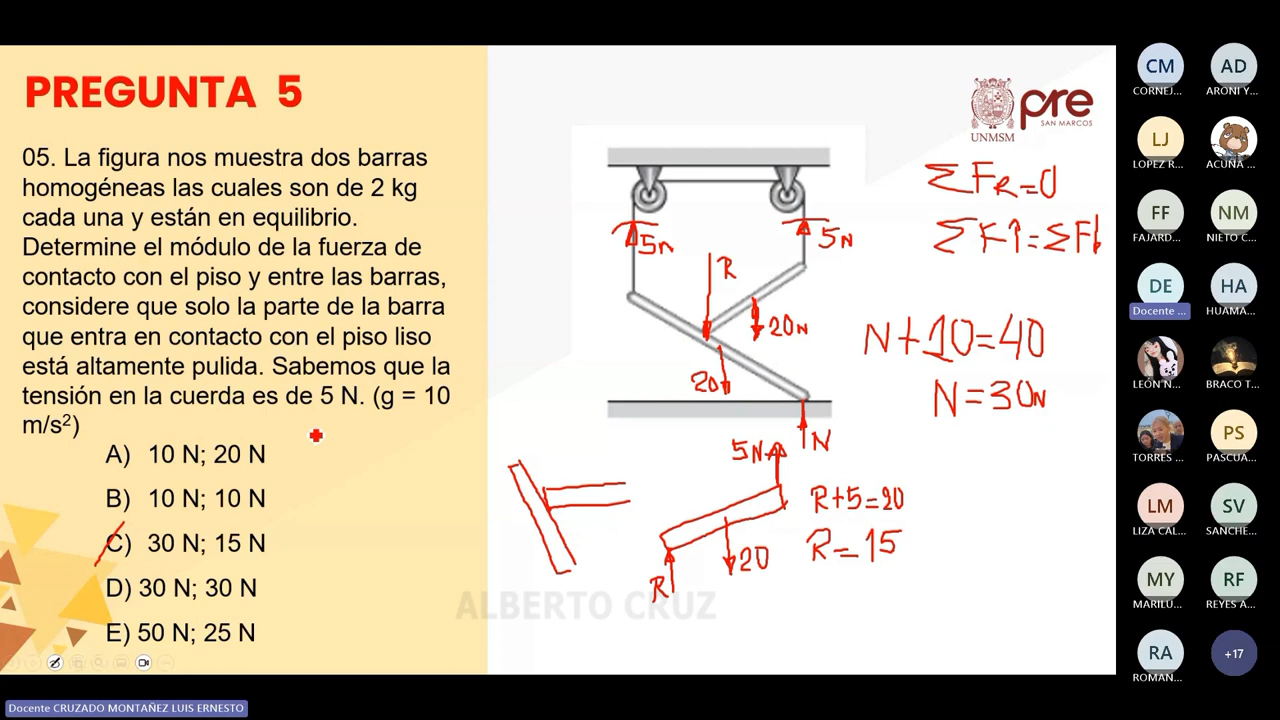 PREGUNTA 5
05. La figura nos muestra dos barras
homogéneas las cuales son de 2 kg
cada una y están en equilibrio.
Determine el módulo de la fuerza de
contacto con el piso y entre las barras,
considere que solo la parte de la barra
que entra en contacto con el piso liso
está altamente pulida. Sabemos que la
tensión en la cuerda es de 5 N. (g = 10
m/s²)
A) 10 N; 20 N
B) 10 N; 10 N
C) 30 N; 15 N
D) 30 N; 30 N
E) 50 N; 25 N
UNMSM
pre
SAN MARCOS
5N
5N
R
20N
20
N
ΣFR=0
ΣF↑=ΣF↓
N+10=40
N=30N
5N
20
R
R+5=20
R=15
ALBERTO CRUZ
CM
CORNEJ...
AD
ARONI Y...
LJ
LOPEZ R...
ACUÑA ...
FF
FAJARD...
NM
NIETO C...
DE
Docente ...
HA
HUAMA...
LEÓN N...
BRACO T...
TORRES ...
PS
PASCUA...
LM
LIZA CAL...
SV
SANCHE...
MY
MARILU...
RF
REYES A...
RA
ROMAN...
+17
Docente CRUZADO MONTAÑEZ LUIS ERNESTO